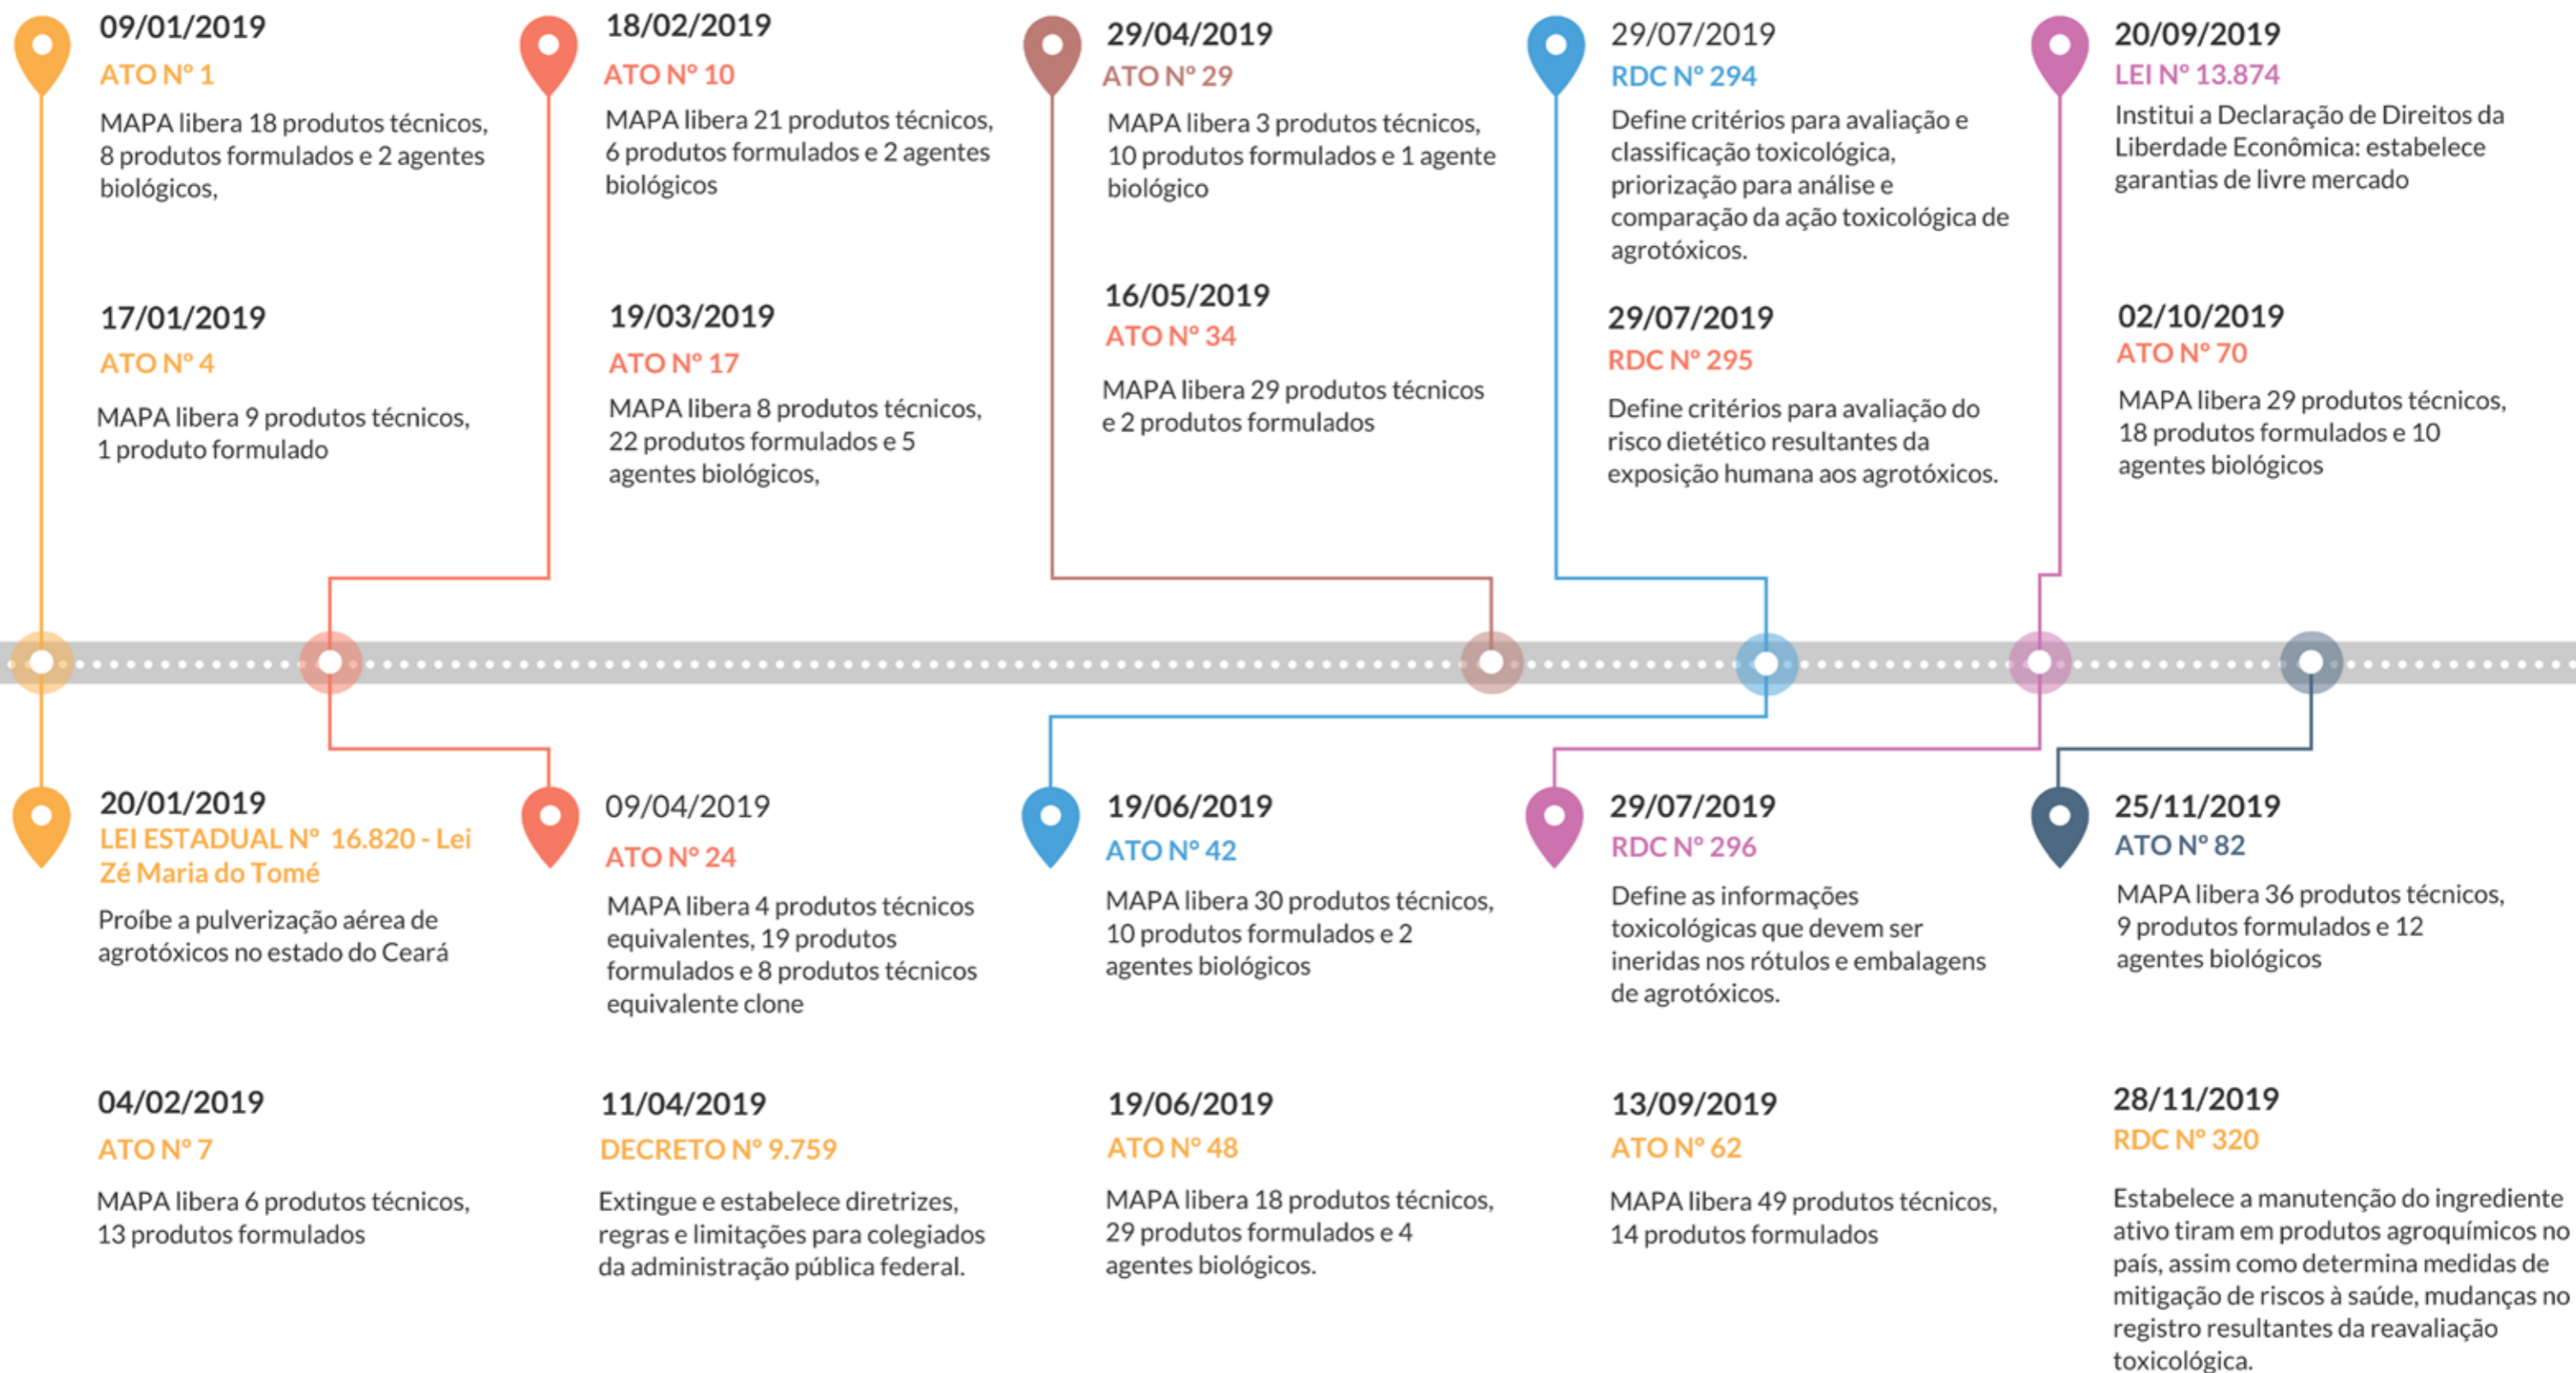 09/01/2019
ATO Nº 1
MAPA libera 18 produtos técnicos,
8 produtos formulados e 2 agentes
biológicos,
17/01/2019
ATO Nº 4
MAPA libera 9 produtos técnicos,
1 produto formulado
18/02/2019
ATO Nº 10
MAPA libera 21 produtos técnicos,
6 produtos formulados e 2 agentes
biológicos
19/03/2019
ATO Nº 17
MAPA libera 8 produtos técnicos,
22 produtos formulados e 5
agentes biológicos,
29/04/2019
ATO Nº 29
MAPA libera 3 produtos técnicos,
10 produtos formulados e 1 agente
biológico
16/05/2019
ATO Nº 34
MAPA libera 29 produtos técnicos
e 2 produtos formulados
29/07/2019
RDC Nº 294
Define critérios para avaliação e
classificação toxicológica,
priorização para análise e
comparação da ação toxicológica de
agrotóxicos.
29/07/2019
RDC Nº 295
Define critérios para avaliação do
risco dietético resultantes da
exposição humana aos agrotóxicos.
20/09/2019
LEI Nº 13.874
Institui a Declaração de Direitos da
Liberdade Econômica: estabelece
garantias de livre mercado
02/10/2019
ATO Nº 70
MAPA libera 29 produtos técnicos,
18 produtos formulados e 10
agentes biológicos
20/01/2019
LEI ESTADUAL Nº 16.820 - Lei
Zé Maria do Tomé
Proíbe a pulverização aérea de
agrotóxicos no estado do Ceará
04/02/2019
ATO Nº 7
MAPA libera 6 produtos técnicos,
13 produtos formulados
09/04/2019
ATO Nº 24
MAPA libera 4 produtos técnicos
equivalentes, 19 produtos
formulados e 8 produtos técnicos
equivalente clone
11/04/2019
DECRETO Nº 9.759
Extingue e estabelece diretrizes,
regras e limitações para colegiados
da administração pública federal.
19/06/2019
ATO Nº 42
MAPA libera 30 produtos técnicos,
10 produtos formulados e 2
agentes biológicos
19/06/2019
ATO Nº 48
MAPA libera 18 produtos técnicos,
29 produtos formulados e 4
agentes biológicos.
29/07/2019
RDC Nº 296
Define as informações
toxicológicas que devem ser
ineridas nos rótulos e embalagens
de agrotóxicos.
13/09/2019
ATO Nº 62
MAPA libera 49 produtos técnicos,
14 produtos formulados
25/11/2019
ATO Nº 82
MAPA libera 36 produtos técnicos,
9 produtos formulados e 12
agentes biológicos
28/11/2019
RDC Nº 320
Estabelece a manutenção do ingrediente
ativo tiram em produtos agroquímicos no
país, assim como determina medidas de
mitigação de riscos à saúde, mudanças no
registro resultantes da reavaliação
toxicológica.